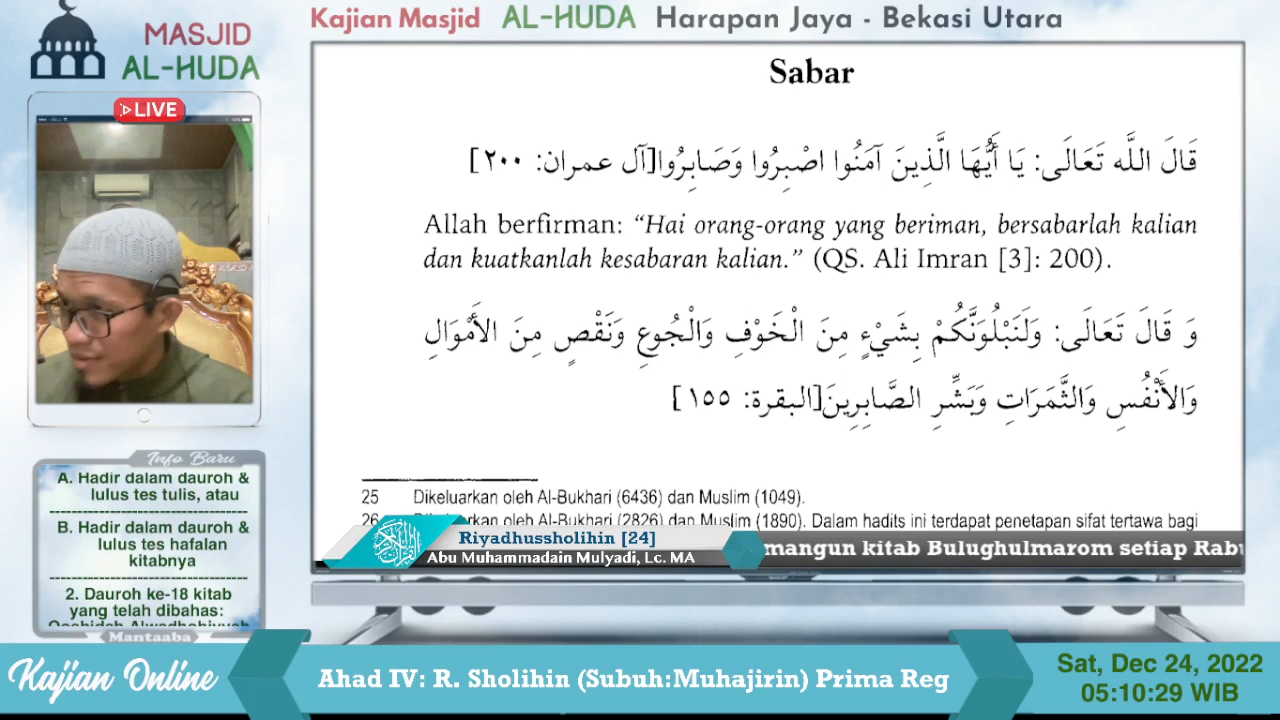 Kajian Masjid AL-HUDA Harapan Jaya - Bekasi Utara
MASJID
AL-HUDA
LIVE
Sabar
قَالَ اللَّه تَعَالَى: يَا أَيُّهَا الَّذِينَ آمَنُوا اصْبِرُوا وَصَابِرُوا[آل عمران: ٢٠٠]
Allah berfirman: “Hai orang-orang yang beriman, bersabarlah kalian
dan kuatkanlah kesabaran kalian.” (QS. Ali Imran [3]: 200).
وَ قَالَ تَعَالَى: وَلَنَبْلُوَنَّكُمْ بِشَيْءٍ مِنَ الْخَوْفِ وَالْجُوعِ وَنَقْصٍ مِنَ الأَمْوَالِ
وَالأَنْفُسِ وَالثَّمَرَاتِ وَبَشِّرِ الصَّابِرِينَ[البقرة: ١٥٥]
25 Dikeluarkan oleh Al-Bukhari (6436) dan Muslim (1049).
26 oleh Al-Bukhari (2826) dan Muslim (1890). Dalam hadits ini terdapat penetapan sifat tertawa bagi
Riyadhussholihin [24]
Abu Muhammadain Mulyadi, Lc. MA
mangun kitab Bulughulmarom setiap Rabu
Info Baru
A. Hadir dalam dauroh &
lulus tes tulis, atau
B. Hadir dalam dauroh &
lulus tes hafalan
kitabnya
2. Dauroh ke-18 kitab
yang telah dibahas:
Mantaaba
Kajian Online
Ahad IV: R. Sholihin (Subuh:Muhajirin) Prima Reg
Sat, Dec 24, 2022
05:10:29 WIB